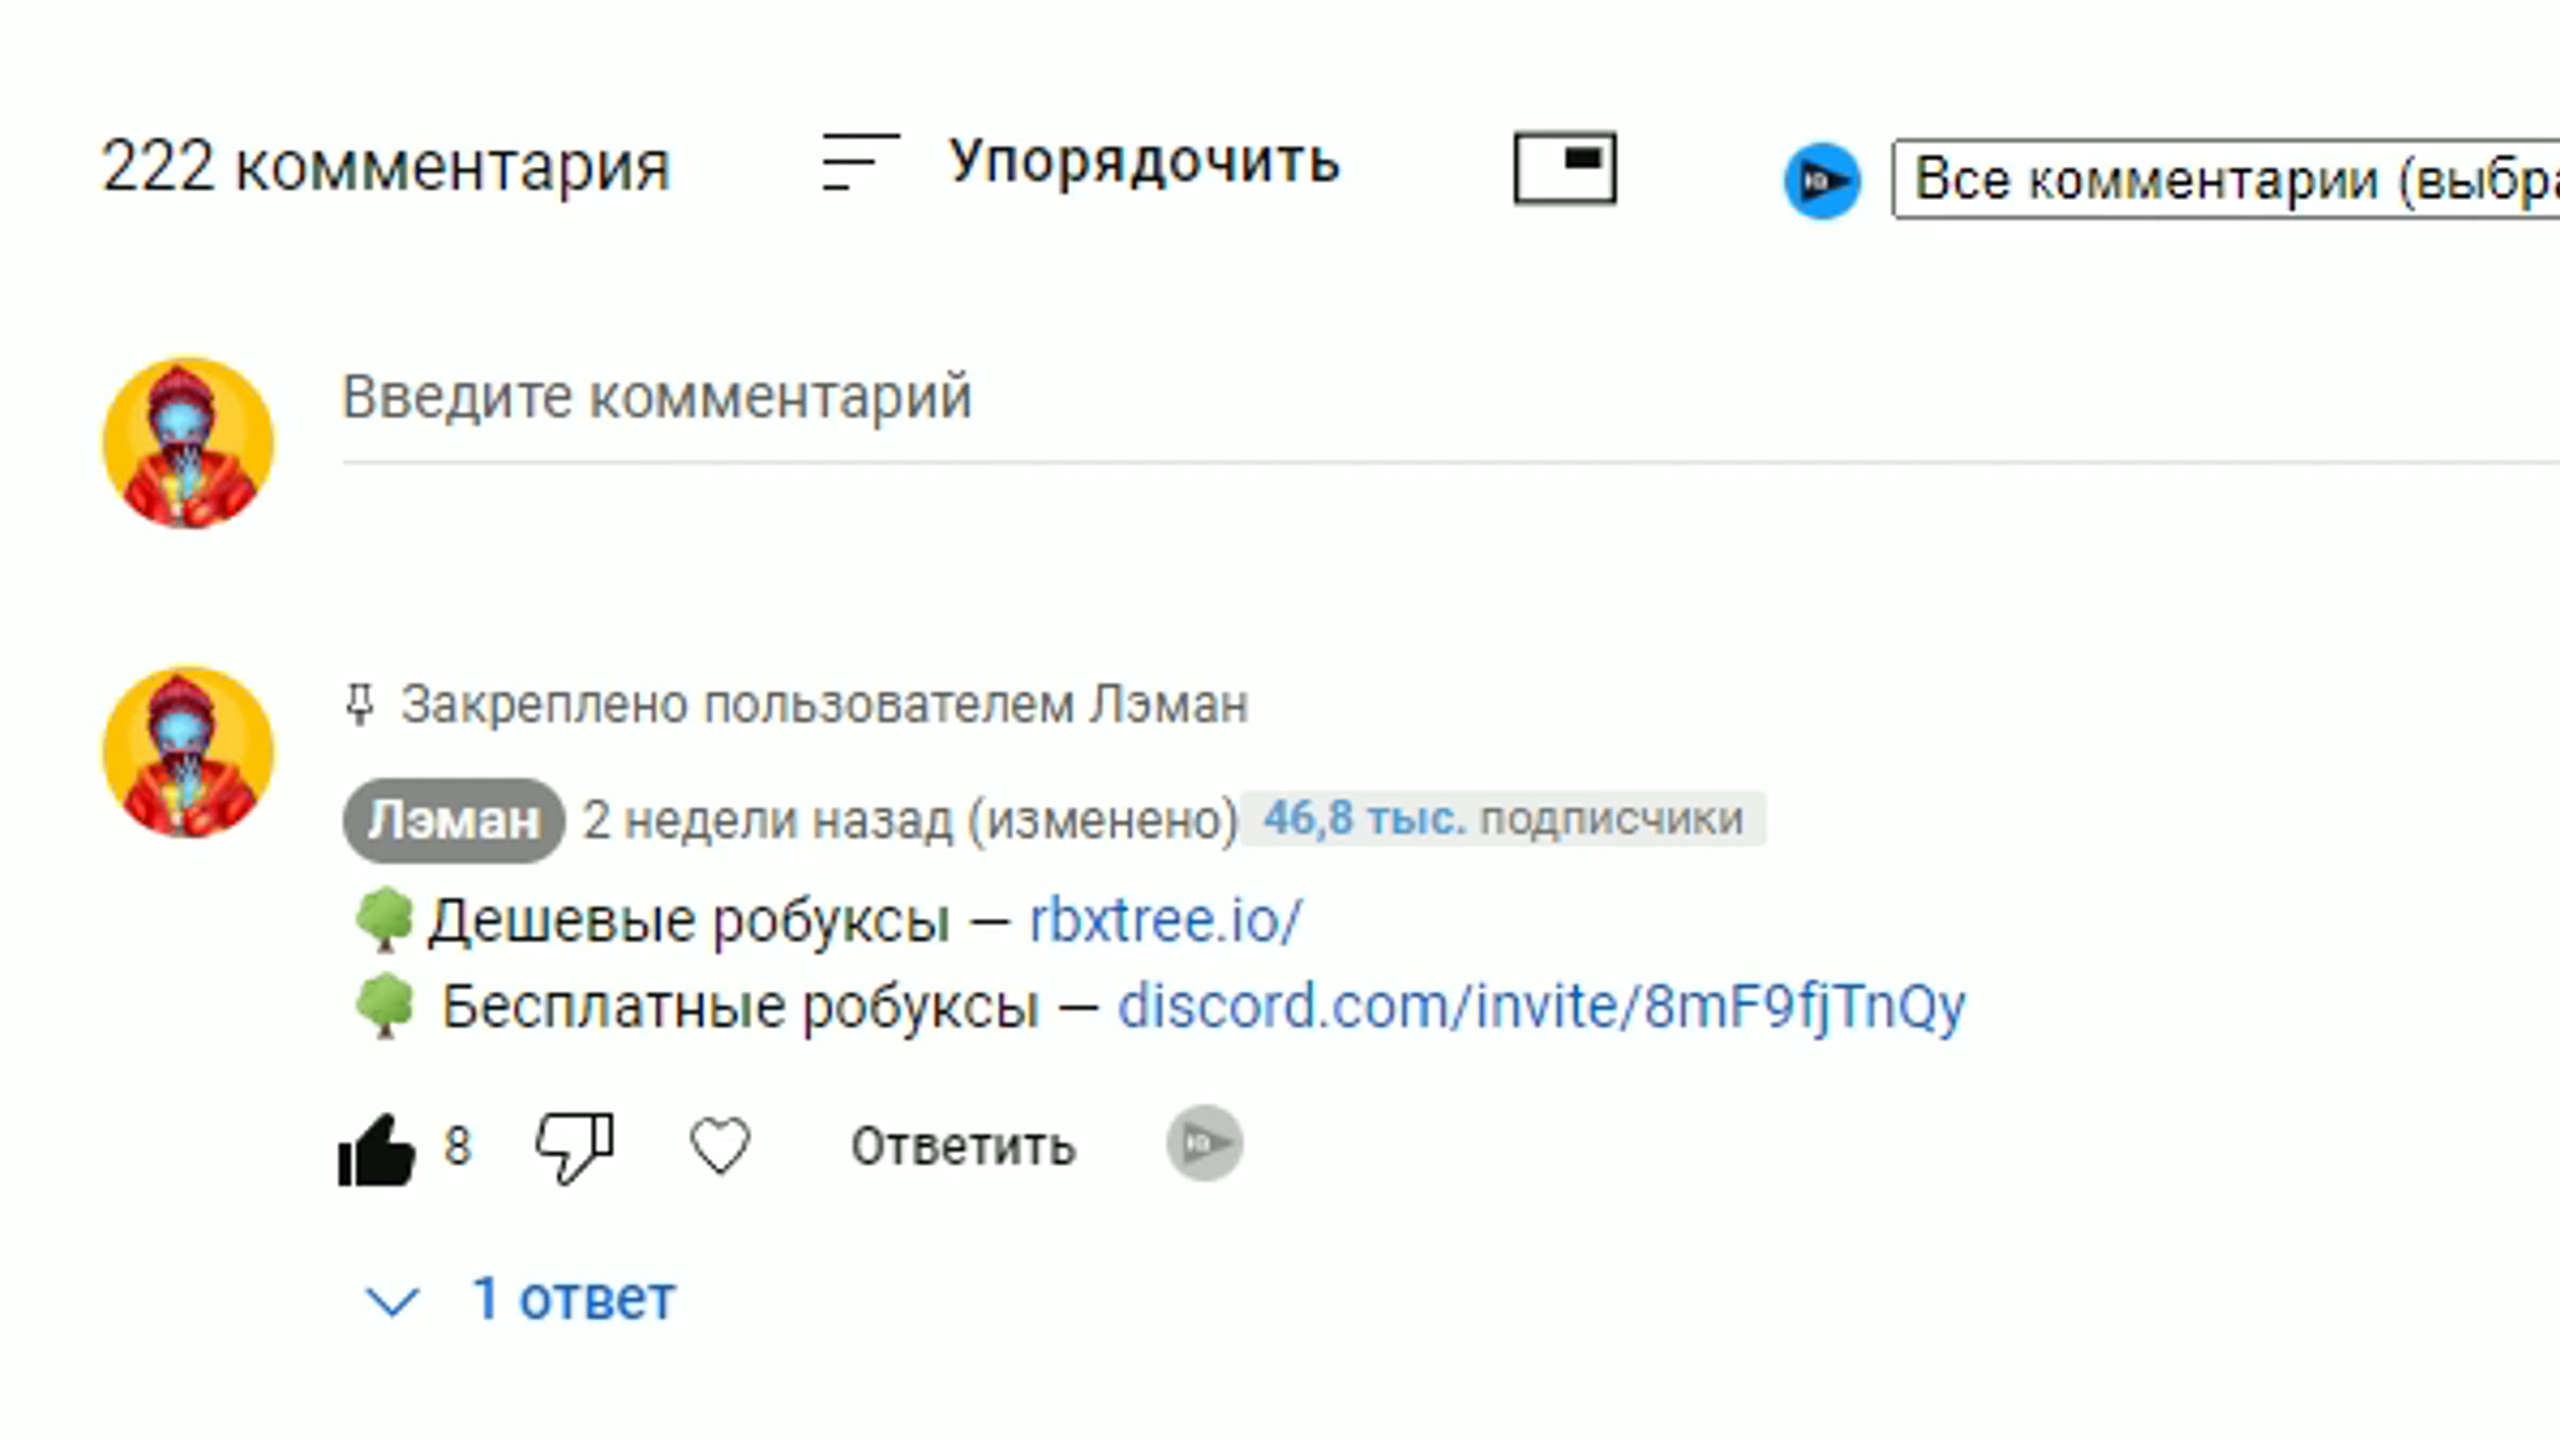 222 комментария Упорядочить Все комментарии (выбра
Введите комментарий
Закреплено пользователем Лэман
Лэман 2 недели назад (изменено) 46,8 тыс. подписчики
Дешевые робуксы — rbxtree.io/
Бесплатные робуксы — discord.com/invite/8mF9fjTnQy
8 Ответить
1 ответ